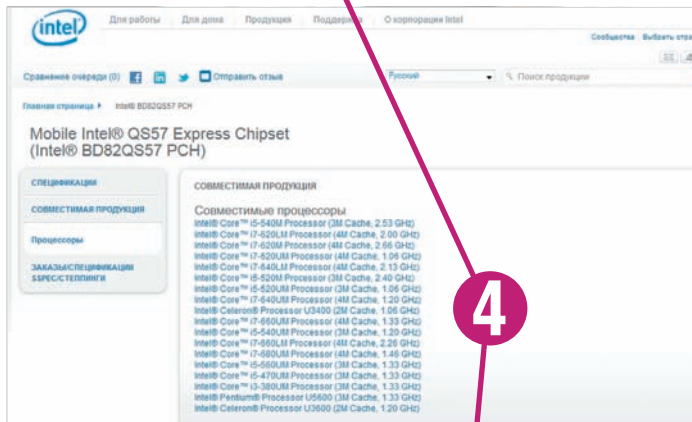 intel
Для работы Для дома Продукция Поддержка О корпорации Intel
Сообщества Выбрать стра
Сравнение очереди (0) Отправить отзыв Русский Поиск продукции
Главная страница Intel® BD82QS57 PCH
Mobile Intel® QS57 Express Chipset
(Intel® BD82QS57 PCH)
СПЕЦИФИКАЦИИ
СОВМЕСТИМАЯ ПРОДУКЦИЯ
Процессоры
ЗАКАЗЫ/СПЕЦИФИКАЦИИ
SSPEC/СТЕППИНГИ
СОВМЕСТИМАЯ ПРОДУКЦИЯ
Совместимые процессоры
Intel® Core™ i5-540M Processor (3M Cache, 2.53 GHz)
Intel® Core™ i7-620LM Processor (4M Cache, 2.00 GHz)
Intel® Core™ i7-620M Processor (4M Cache, 2.66 GHz)
Intel® Core™ i7-620UM Processor (4M Cache, 1.06 GHz)
Intel® Core™ i7-640LM Processor (4M Cache, 2.13 GHz)
Intel® Core™ i5-520M Processor (3M Cache, 2.40 GHz)
Intel® Core™ i5-520UM Processor (3M Cache, 1.06 GHz)
Intel® Core™ i7-640UM Processor (4M Cache, 1.20 GHz)
Intel® Celeron® Processor U3400 (2M Cache, 1.06 GHz)
Intel® Core™ i7-660UM Processor (4M Cache, 1.33 GHz)
Intel® Core™ i5-540UM Processor (3M Cache, 1.20 GHz)
Intel® Core™ i7-660LM Processor (4M Cache, 2.26 GHz)
Intel® Core™ i7-680UM Processor (4M Cache, 1.46 GHz)
Intel® Core™ i5-560UM Processor (3M Cache, 1.33 GHz)
Intel® Core™ i5-470UM Processor (3M Cache, 1.33 GHz)
Intel® Core™ i3-380UM Processor (3M Cache, 1.33 GHz)
Intel® Pentium® Processor U5600 (3M Cache, 1.33 GHz)
Intel® Celeron® Processor U3600 (2M Cache, 1.20 GHz)
4